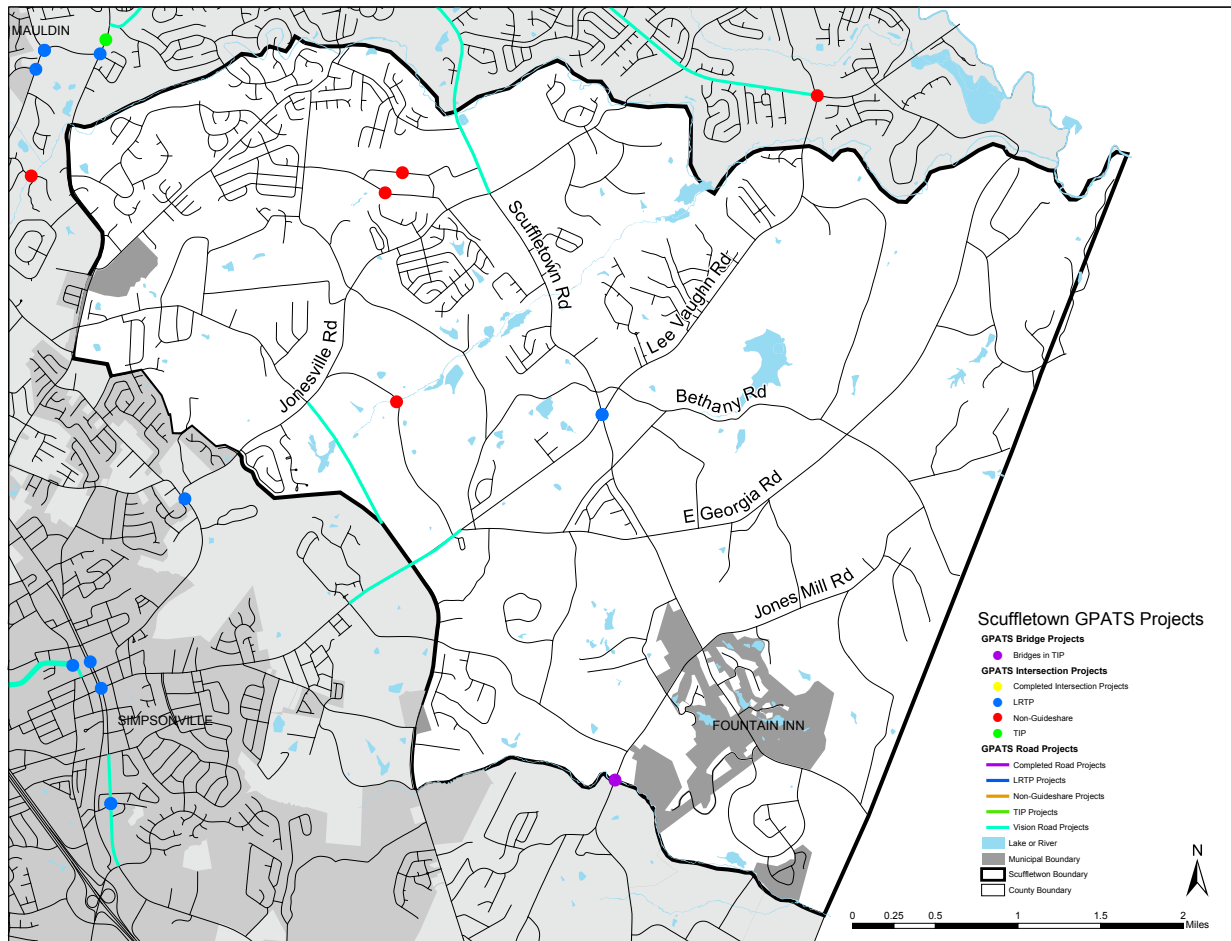 MAULDIN
Scuffletown Rd
Lee Vaughn Rd
Jonesville Rd
Bethany Rd
E Georgia Rd
Jones Mill Rd
SIMPSONVILLE
FOUNTAIN INN
Scuffletown GPATS Projects
GPATS Bridge Projects
Bridges in TIP
GPATS Intersection Projects
Completed Intersection Projects
LRTP
Non-Guideshare
TIP
GPATS Road Projects
Completed Road Projects
LRTP Projects
Non-Guideshare Projects
TIP Projects
Vision Road Projects
Lake or River
Municipal Boundary
Scuffletwon Boundary
County Boundary
N
0 0.25 0.5 1 1.5 2
Miles